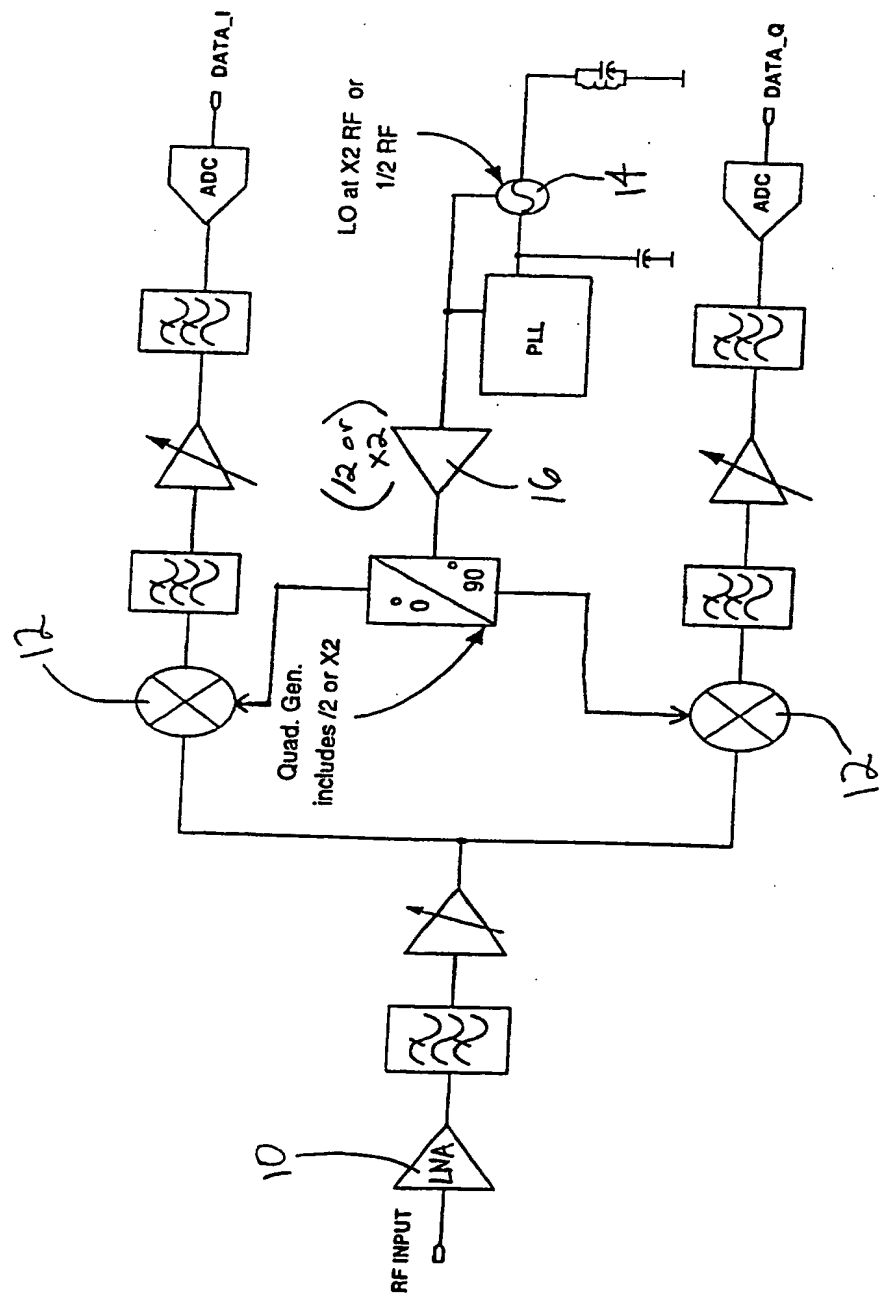 DATA_I
ADC
12
LO at X2 RF or
1/2 RF
14
PLL
(/2 or
X2)
16
0°
90°
Quad. Gen.
includes /2 or X2
12
DATA_Q
ADC
10
LNA
RF INPUT